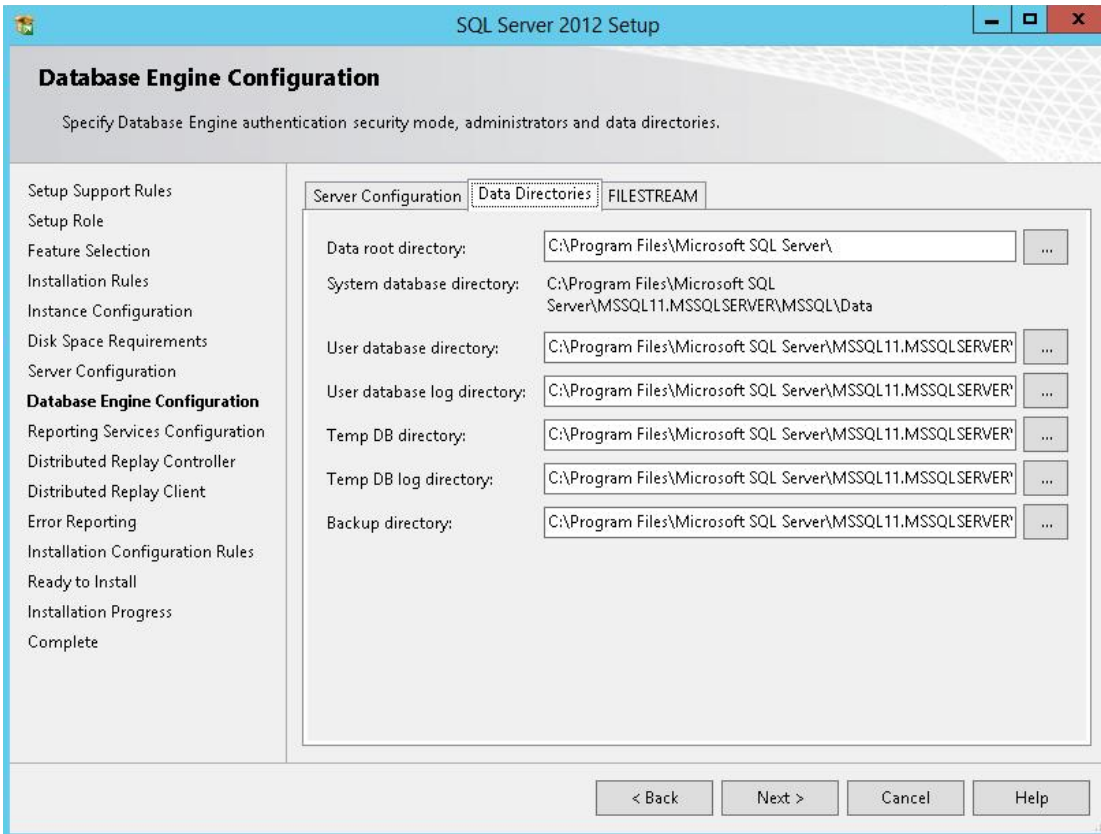 SQL Server 2012 Setup
Database Engine Configuration
Specify Database Engine authentication security mode, administrators and data directories.
Setup Support Rules
Setup Role
Feature Selection
Installation Rules
Instance Configuration
Disk Space Requirements
Server Configuration
Database Engine Configuration
Reporting Services Configuration
Distributed Replay Controller
Distributed Replay Client
Error Reporting
Installation Configuration Rules
Ready to Install
Installation Progress
Complete
Server Configuration Data Directories FILESTREAM
Data root directory: C:\Program Files\Microsoft SQL Server\ ...
System database directory: C:\Program Files\Microsoft SQL
Server\MSSQL11.MSSQLSERVER\MSSQL\Data
User database directory: C:\Program Files\Microsoft SQL Server\MSSQL11.MSSQLSERVER\ ...
User database log directory: C:\Program Files\Microsoft SQL Server\MSSQL11.MSSQLSERVER\ ...
Temp DB directory: C:\Program Files\Microsoft SQL Server\MSSQL11.MSSQLSERVER\ ...
Temp DB log directory: C:\Program Files\Microsoft SQL Server\MSSQL11.MSSQLSERVER\ ...
Backup directory: C:\Program Files\Microsoft SQL Server\MSSQL11.MSSQLSERVER\ ...
< Back Next > Cancel Help